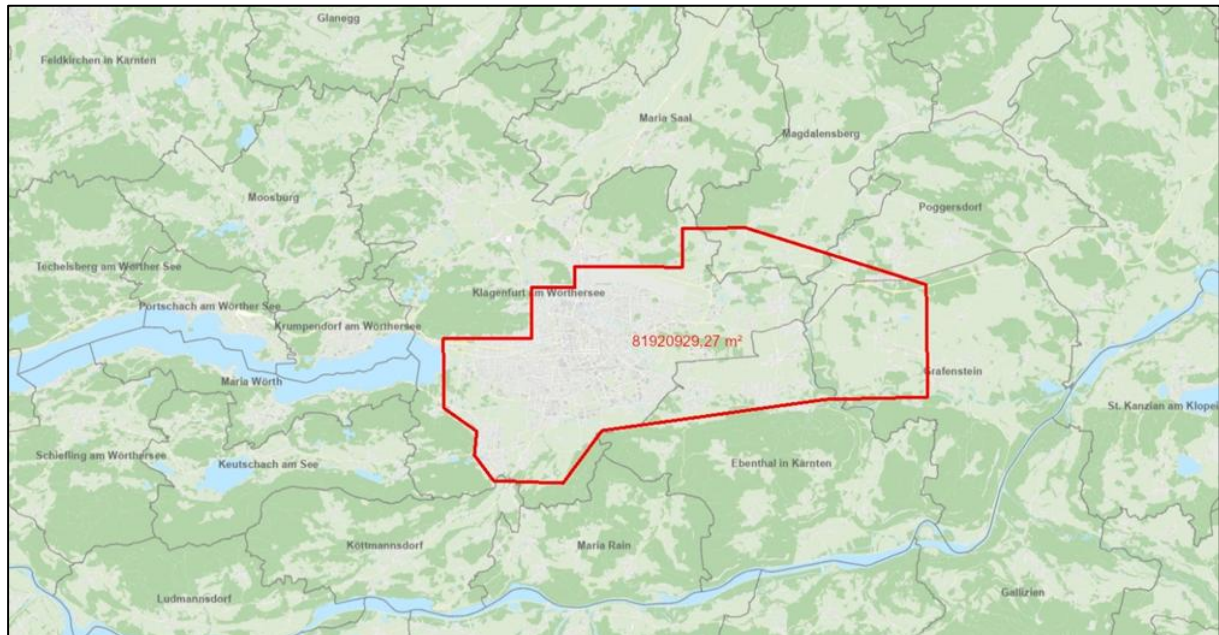 Glanegg
Feldkirchen in Kärnten
Maria Saal
Magdalensberg
Moosburg
Poggersdorf
Techelsberg am Wörther See
Klagenfurt am Wörthersee
Pörtschach am Wörther See
Krumpendorf am Wörthersee
81920929,27 m²
Grafenstein
Maria Wörth
St. Kanzian am Klopei
Schiefling am Wörthersee
Keutschach am See
Ebenthal in Kärnten
Köttmannsdorf
Maria Rain
Gallizien
Ludmannsdorf